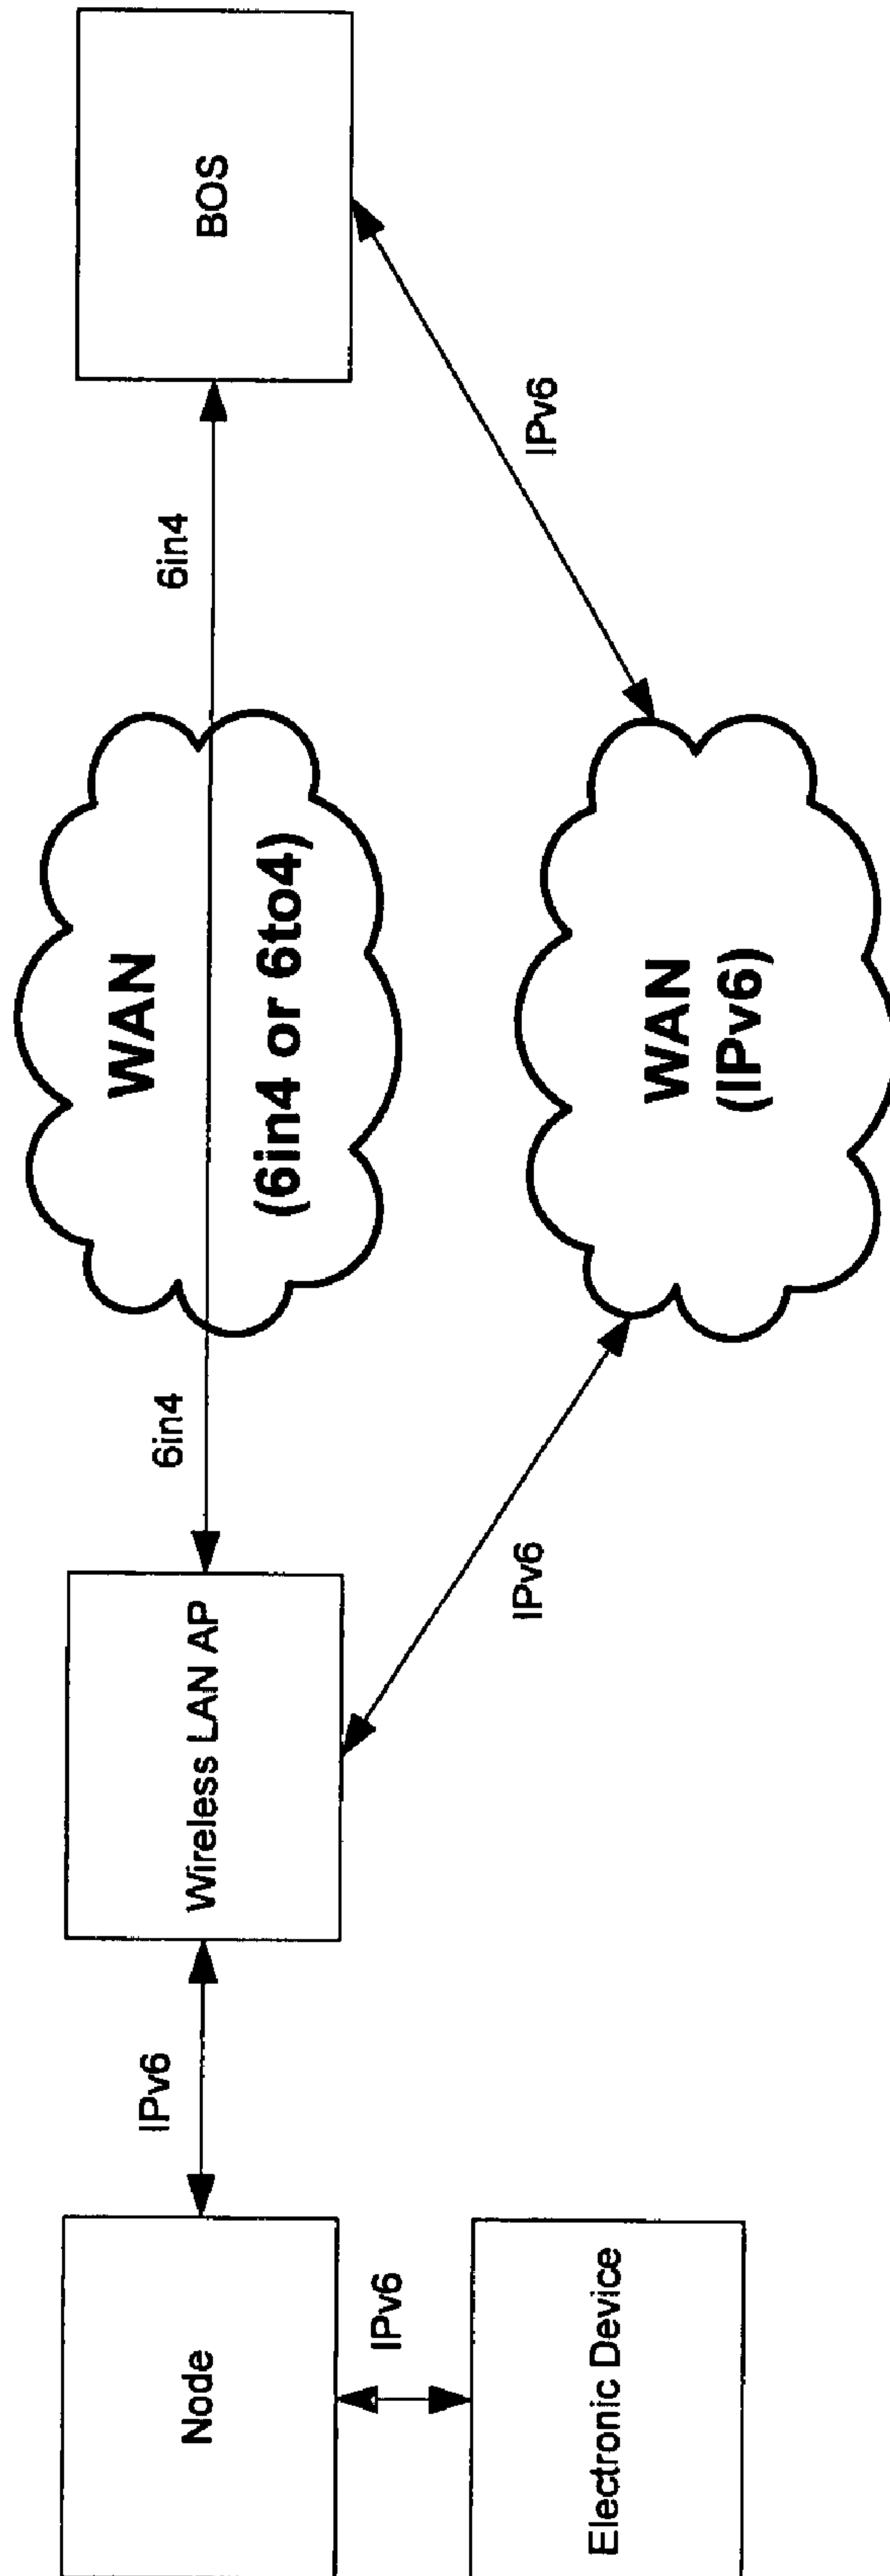 Node
IPv6
Wireless LAN AP
6in4
WAN
(6in4 or 6to4)
6in4
BOS
IPv6
Electronic Device
IPv6
WAN
(IPv6)
IPv6